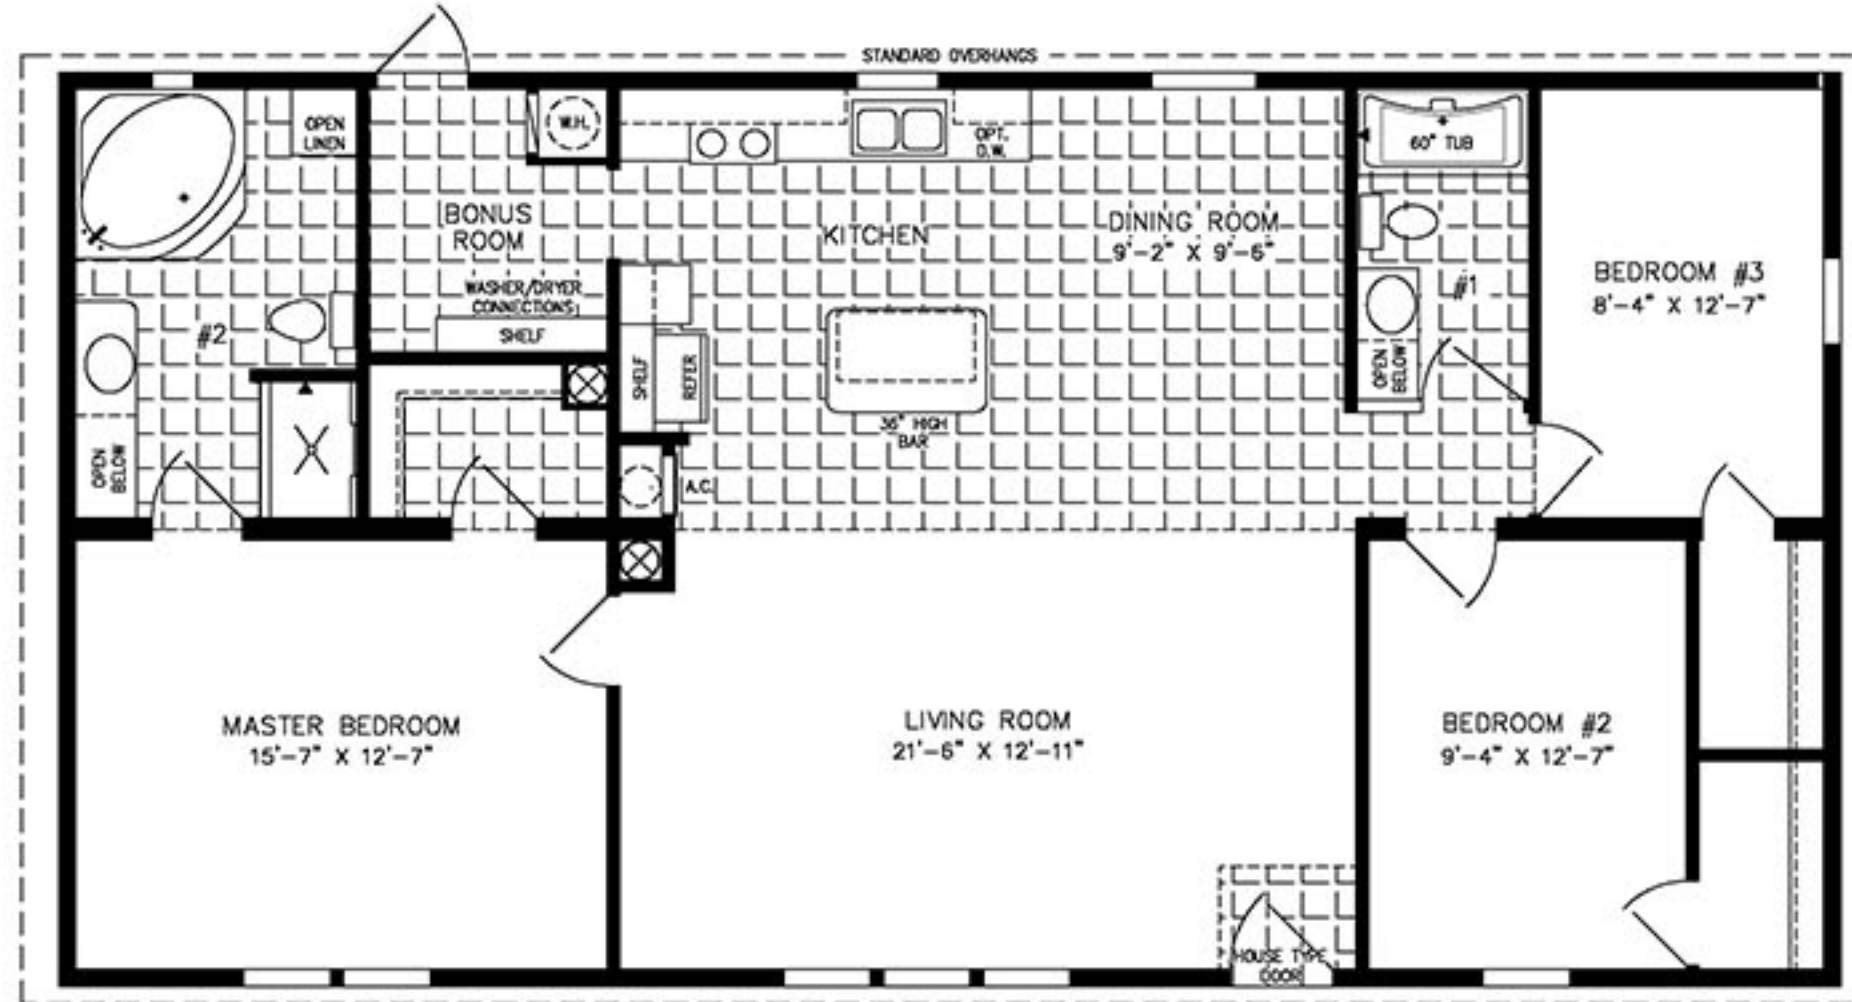 STANDARD OVERHANGS
OPEN
LINEN
W.H.
OPT.
D.W.
60" TUB
BONUS
ROOM
KITCHEN
DINING ROOM
9'-2" X 9'-6"
#1
BEDROOM #3
8'-4" X 12'-7"
WASHER/DRYER
CONNECTIONS
SHELF
#2
SHELF
REFER
OPEN
BELOW
36" HIGH
BAR
OPEN
BELOW
A.C.
MASTER BEDROOM
15'-7" X 12'-7"
LIVING ROOM
21'-6" X 12'-11"
BEDROOM #2
9'-4" X 12'-7"
HOUSE TYPE
DOOR